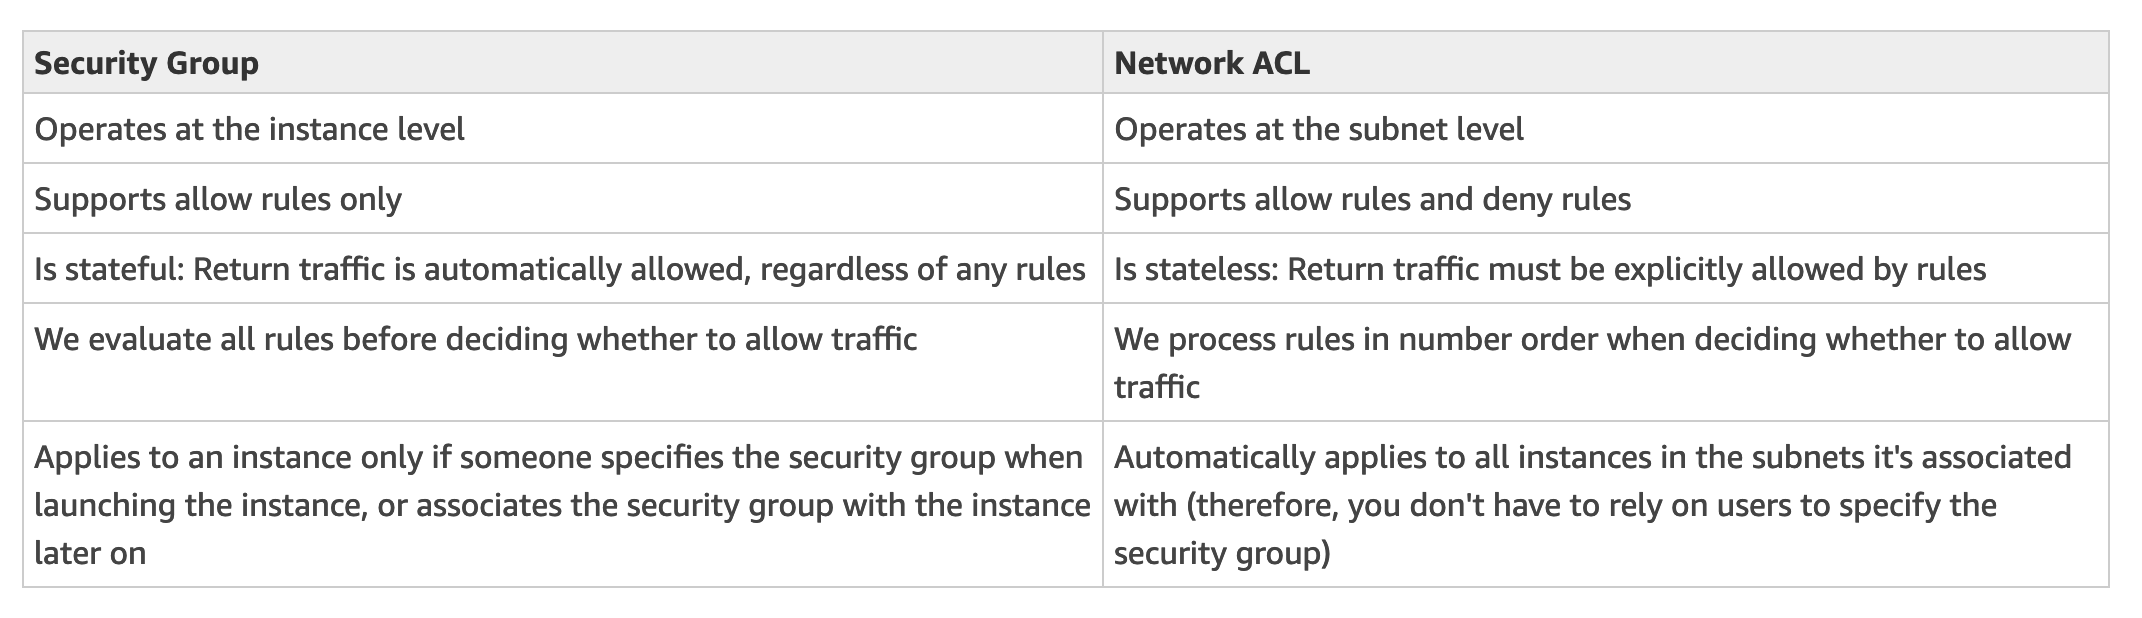 Security Group
Network ACL
Operates at the instance level
Operates at the subnet level
Supports allow rules only
Supports allow rules and deny rules
Is stateful: Return traffic is automatically allowed, regardless of any rules
Is stateless: Return traffic must be explicitly allowed by rules
We evaluate all rules before deciding whether to allow traffic
We process rules in number order when deciding whether to allow
traffic
Applies to an instance only if someone specifies the security group when
launching the instance, or associates the security group with the instance
later on
Automatically applies to all instances in the subnets it's associated
with (therefore, you don't have to rely on users to specify the
security group)